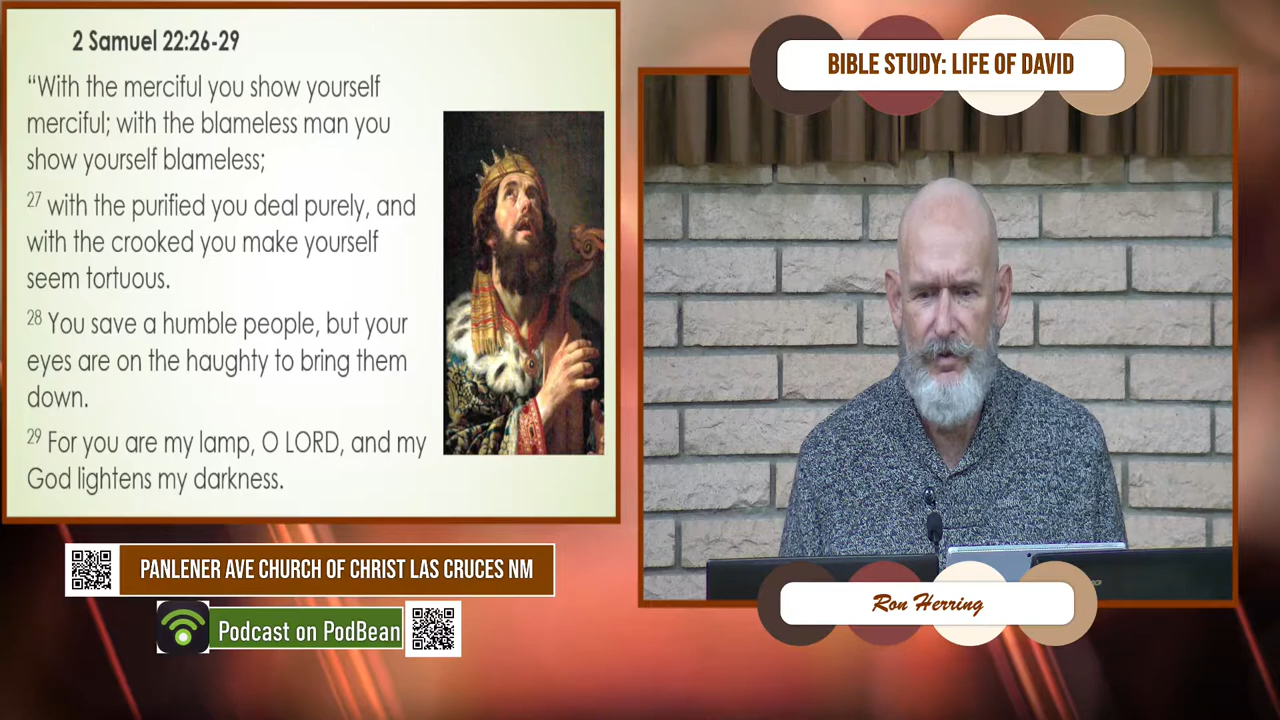 2 Samuel 22:26-29
“With the merciful you show yourself
merciful; with the blameless man you
show yourself blameless;
27 with the purified you deal purely, and
with the crooked you make yourself
seem tortuous.
28 You save a humble people, but your
eyes are on the haughty to bring them
down.
29 For you are my lamp, O LORD, and my
God lightens my darkness.
PANLENER AVE CHURCH OF CHRIST LAS CRUCES NM
Podcast on PodBean
BIBLE STUDY: LIFE OF DAVID
Ron Herring